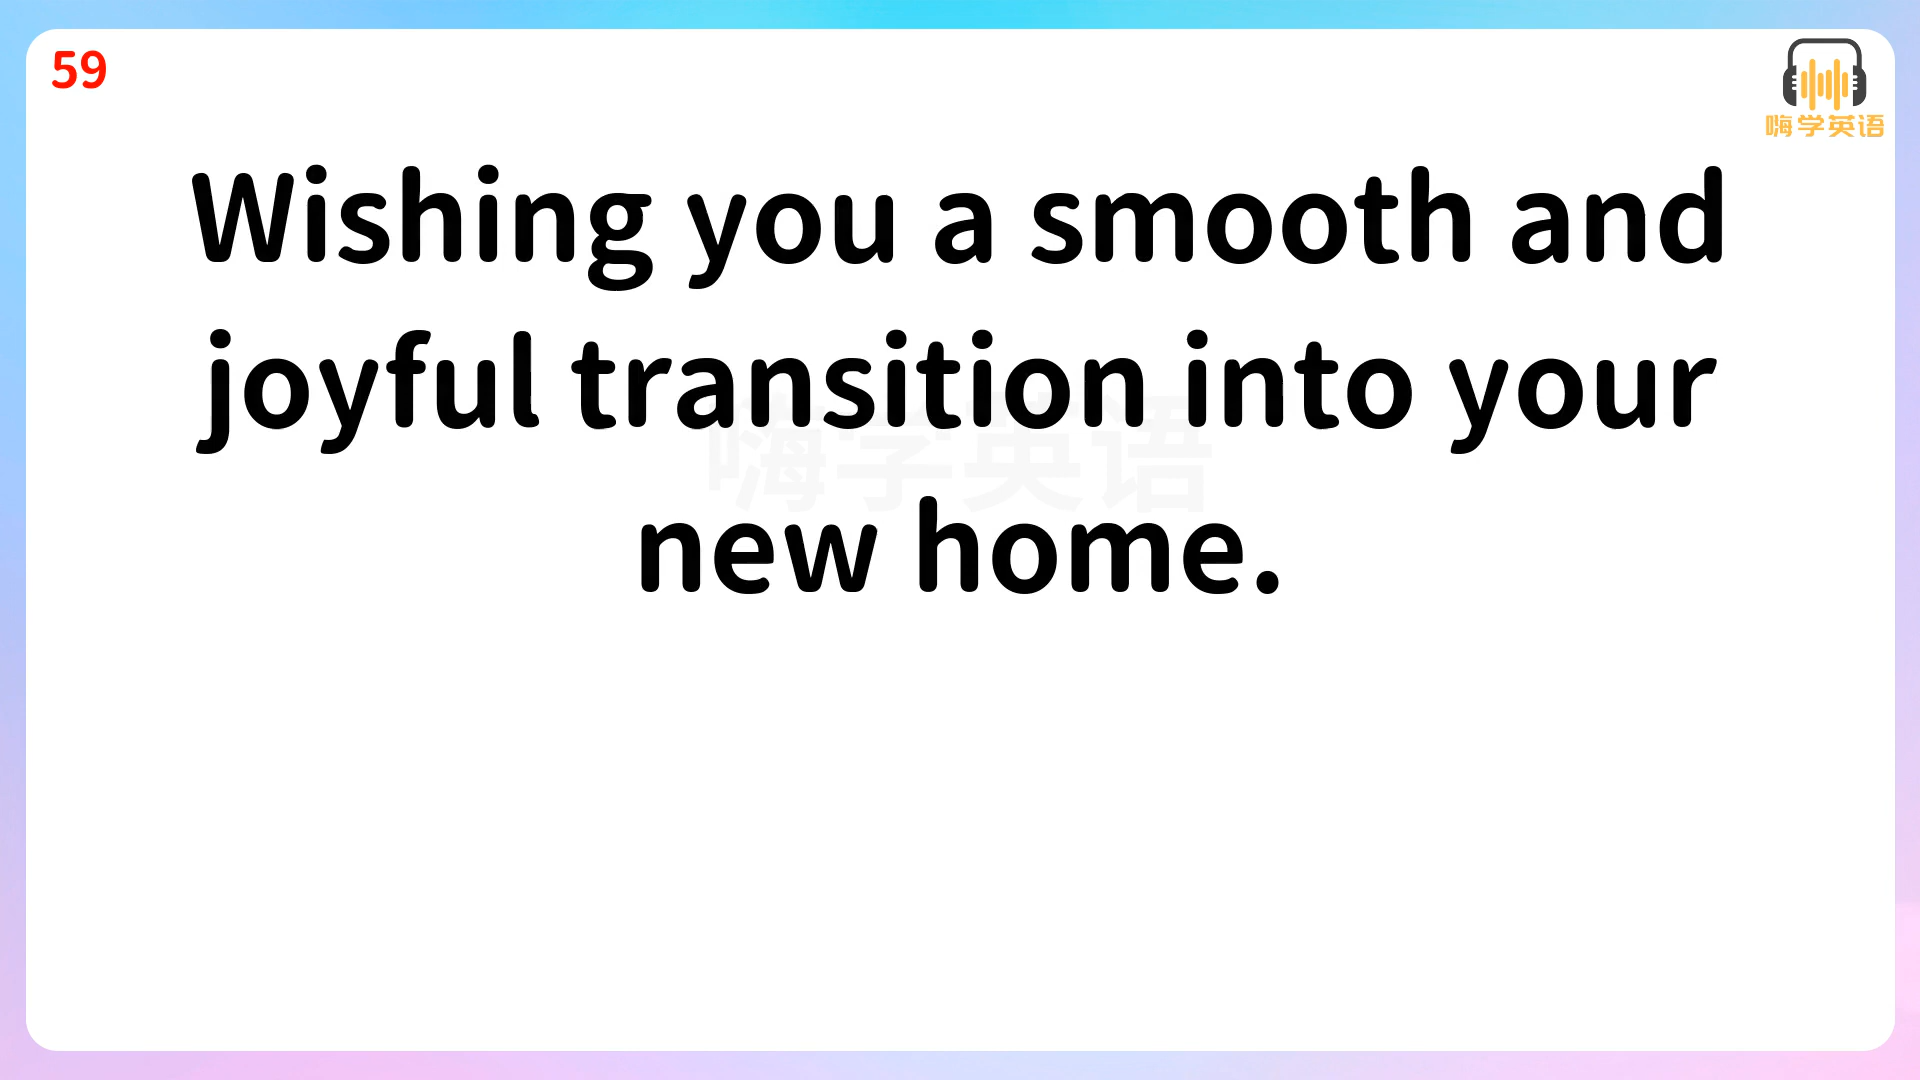 59
嗨学英语
Wishing you a smooth and
joyful transition into your
嗨学英语
new home.